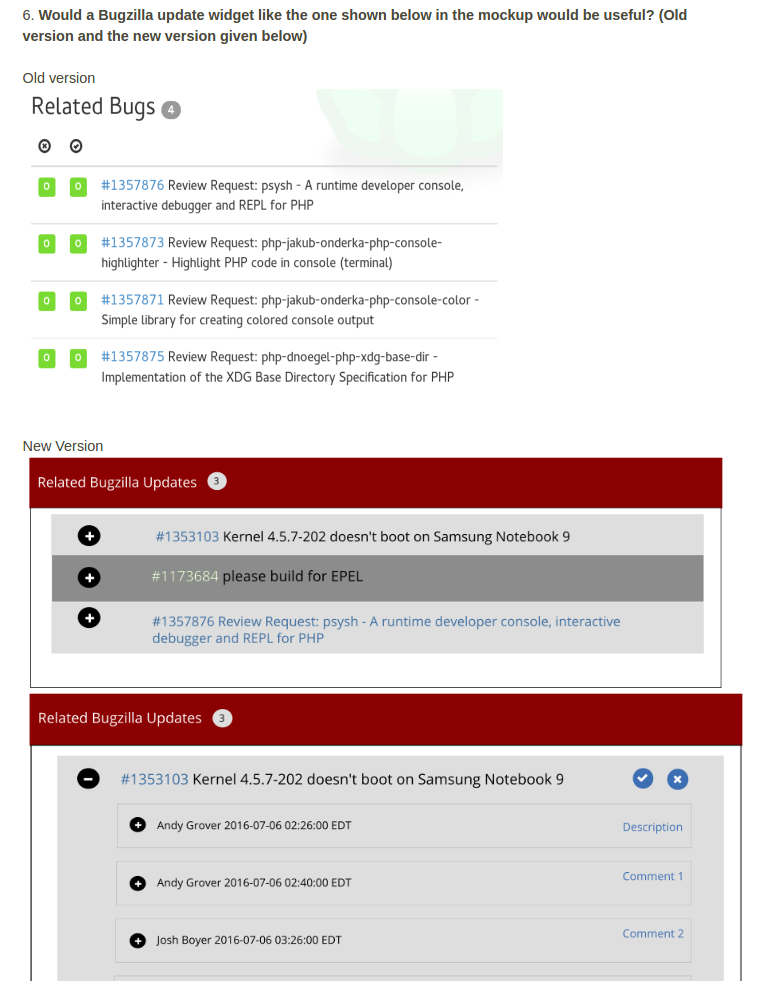 6. Would a Bugzilla update widget like the one shown below in the mockup would be useful? (Old
version and the new version given below)
Old version
Related Bugs 4
0 0 #1357876 Review Request: psysh - A runtime developer console,
interactive debugger and REPL for PHP
0 0 #1357873 Review Request: php-jakub-onderka-php-console-
highlighter - Highlight PHP code in console (terminal)
0 0 #1357871 Review Request: php-jakub-onderka-php-console-color -
Simple library for creating colored console output
0 0 #1357875 Review Request: php-dnoegel-php-xdg-base-dir -
Implementation of the XDG Base Directory Specification for PHP
New Version
Related Bugzilla Updates 3
#1353103 Kernel 4.5.7-202 doesn't boot on Samsung Notebook 9
#1173684 please build for EPEL
#1357876 Review Request: psysh - A runtime developer console, interactive
debugger and REPL for PHP
Related Bugzilla Updates 3
#1353103 Kernel 4.5.7-202 doesn't boot on Samsung Notebook 9
Andy Grover 2016-07-06 02:26:00 EDT Description
Andy Grover 2016-07-06 02:40:00 EDT Comment 1
Josh Boyer 2016-07-06 03:26:00 EDT Comment 2